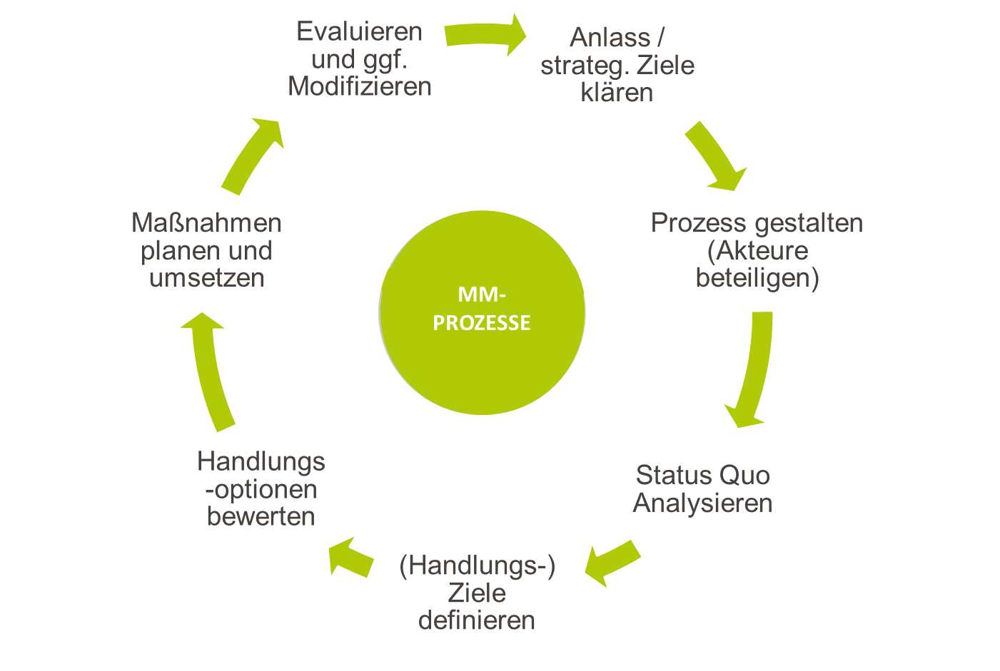 Evaluieren
und ggf.
Modifizieren
Anlass /
strateg. Ziele
klären
Prozess gestalten
(Akteure
beteiligen)
Status Quo
Analysieren
(Handlungs-)
Ziele
definieren
Handlungs
-optionen
bewerten
Maßnahmen
planen und
umsetzen
MM-
PROZESSE